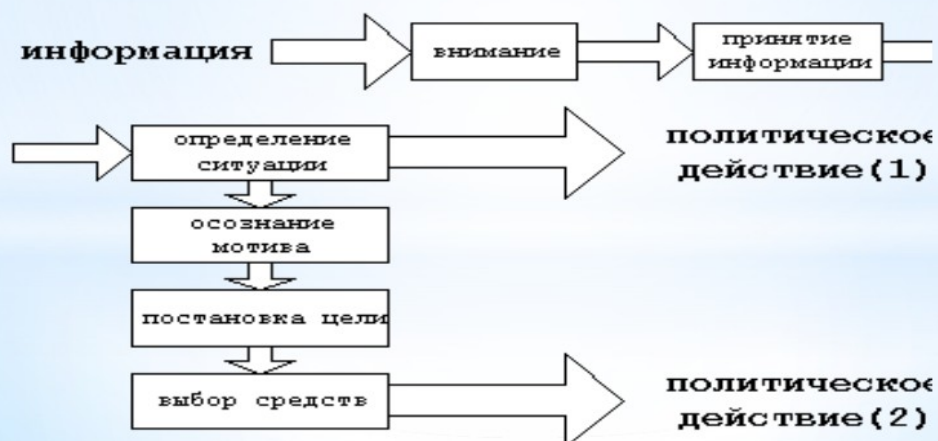 информация
внимание
принятие
информации
определение
ситуации
политическое
действие(1)
осознание
мотива
постановка цели
выбор средств
политическое
действие(2)